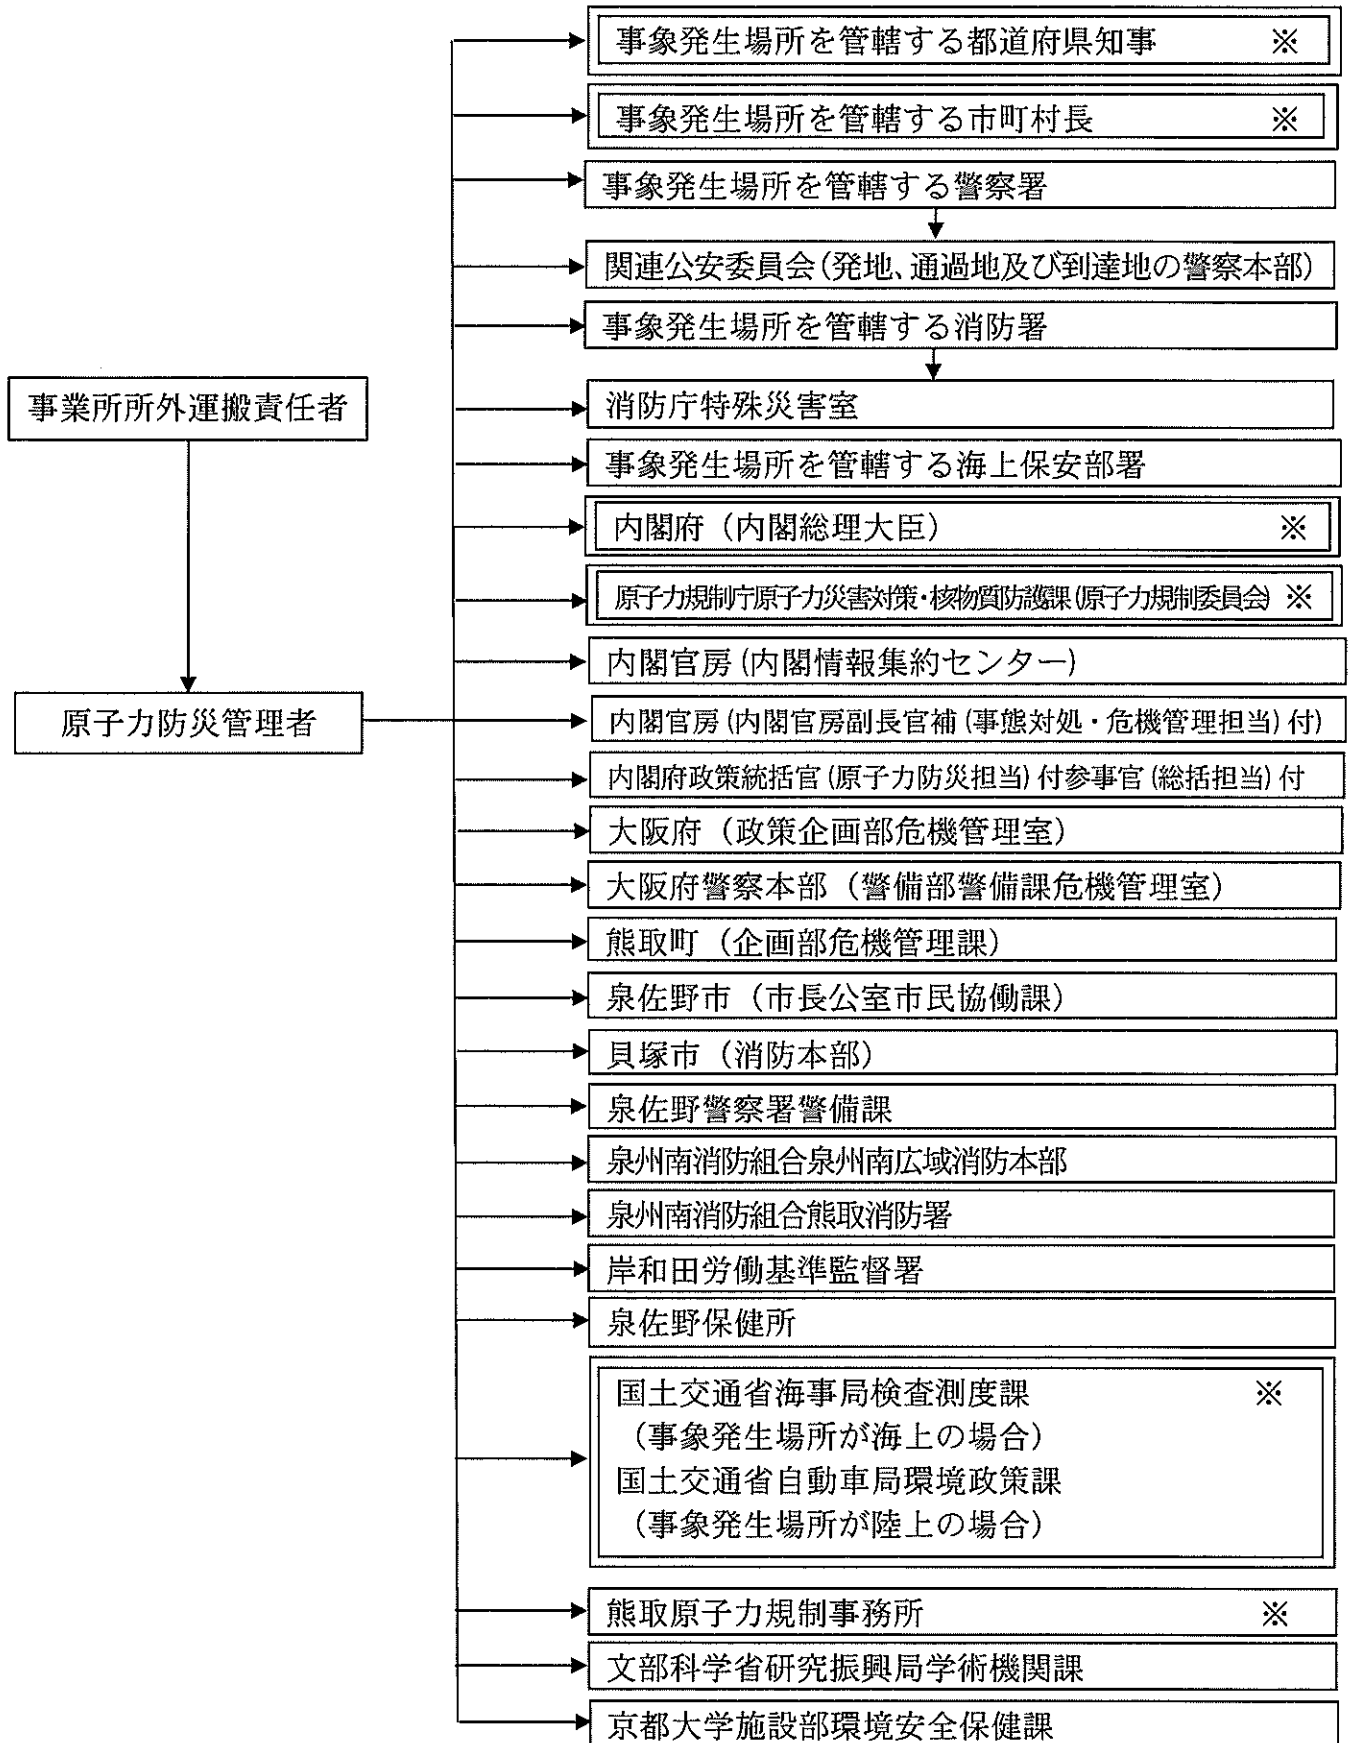 事業所所外運搬責任者
原子力防災管理者
事象発生場所を管轄する都道府県知事 ※
事象発生場所を管轄する市町村長 ※
事象発生場所を管轄する警察署
関連公安委員会(発地、通過地及び到達地の警察本部)
事象発生場所を管轄する消防署
消防庁特殊災害室
事象発生場所を管轄する海上保安部署
内閣府(内閣総理大臣) ※
原子力規制庁原子力災害対策・核物質防護課(原子力規制委員会) ※
内閣官房(内閣情報集約センター)
内閣官房(内閣官房副長官補(事態対処・危機管理担当)付)
内閣府政策統括官(原子力防災担当)付参事官(総括担当)付
大阪府(政策企画部危機管理室)
大阪府警察本部(警備部警備課危機管理室)
熊取町(企画部危機管理課)
泉佐野市(市長公室市民協働課)
貝塚市(消防本部)
泉佐野警察署警備課
泉州南消防組合泉州南広域消防本部
泉州南消防組合熊取消防署
岸和田労働基準監督署
泉佐野保健所
国土交通省海事局検査測度課 ※
(事象発生場所が海上の場合)
国土交通省自動車局環境政策課
(事象発生場所が陸上の場合)
熊取原子力規制事務所 ※
文部科学省研究振興局学術機関課
京都大学施設部環境安全保健課